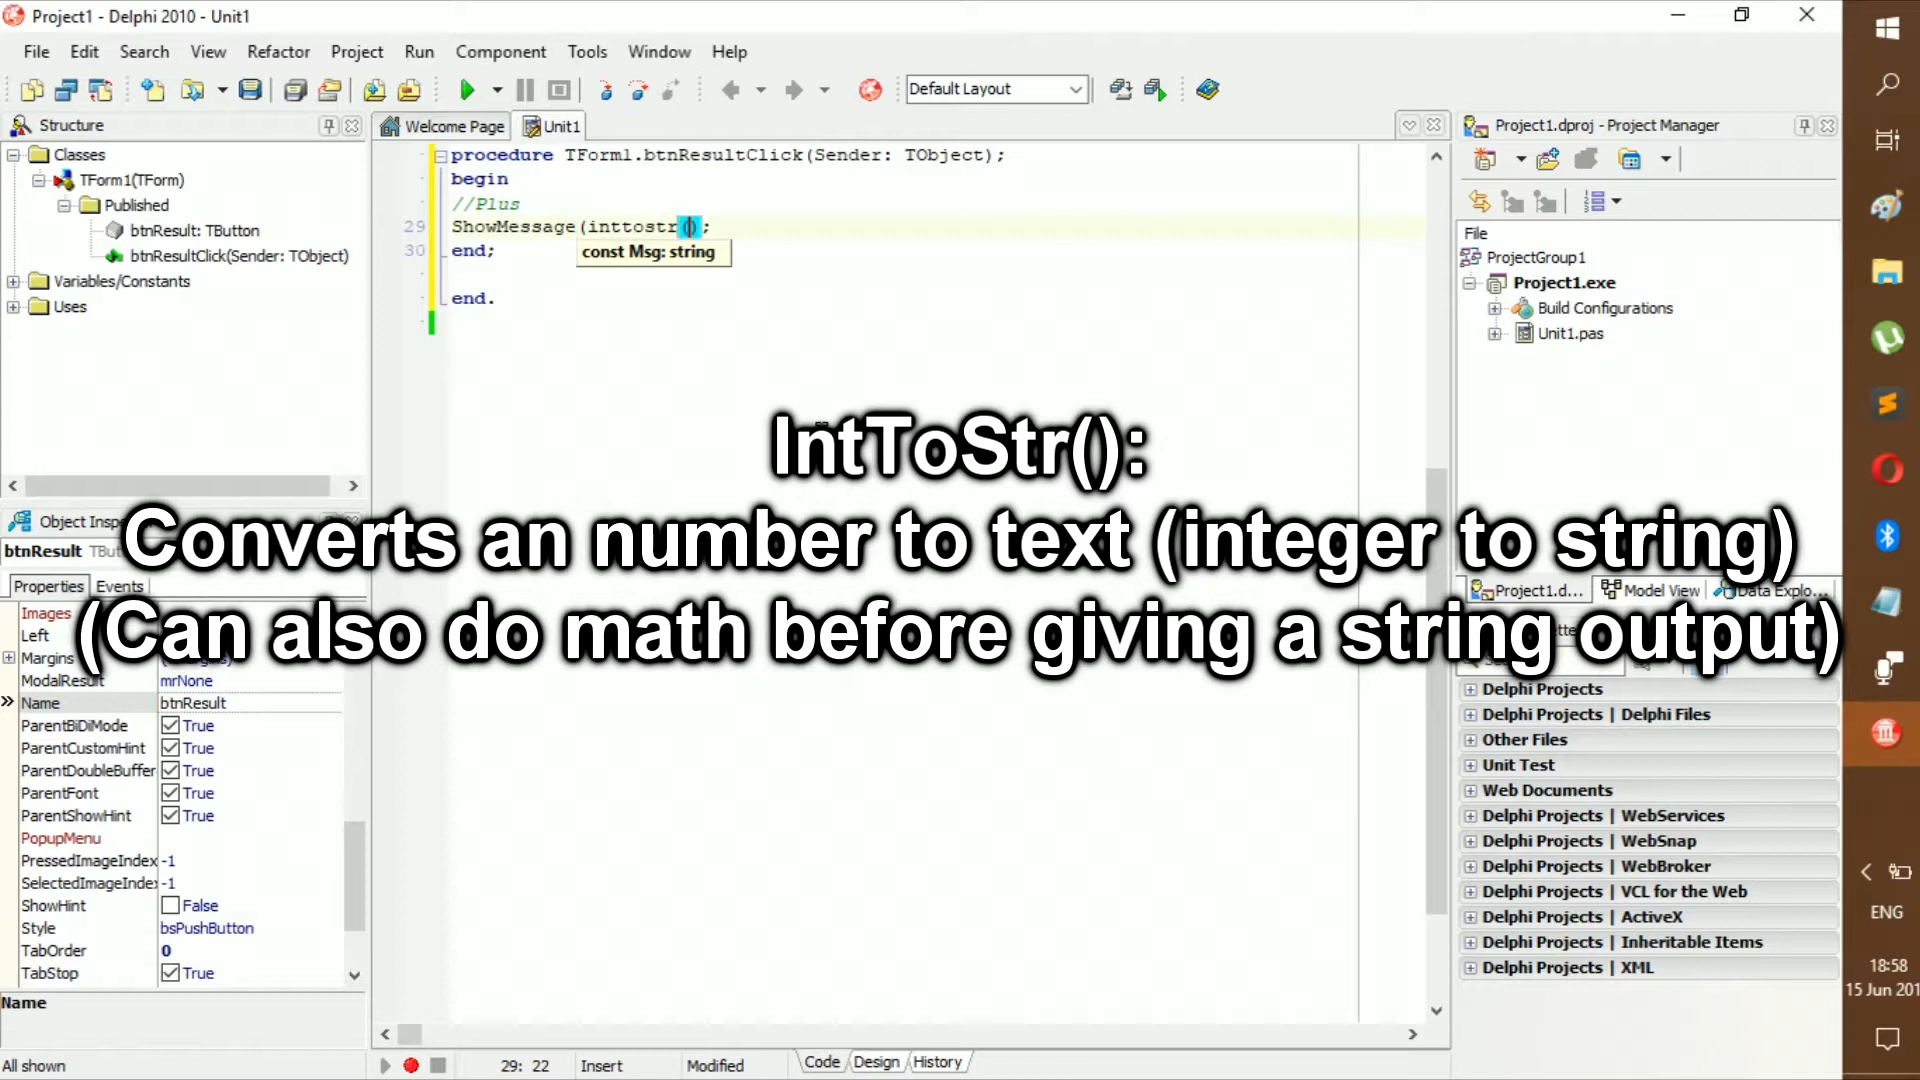 Project1 - Delphi 2010 - Unit1
File Edit Search View Refactor Project Run Component Tools Window Help
Default Layout
Structure
Classes
TForm1(TForm)
Published
btnResult: TButton
btnResultClick(Sender: TObject)
Variables/Constants
Uses
Welcome Page Unit1
procedure TForm1.btnResultClick(Sender: TObject);
begin
//Plus
29 ShowMessage(inttostr();
const Msg: string
30 end;
end.
Project1.dproj - Project Manager
File
ProjectGroup1
Project1.exe
Build Configurations
Unit1.pas
IntToStr():
Converts an number to text (integer to string)
(Can also do math before giving a string output)
Object Insp
btnResult TBut
Properties Events
Images
Left
Margins
ModalResult mrNone
Name btnResult
ParentBiDiMode True
ParentCustomHint True
ParentDoubleBuffer True
ParentFont True
ParentShowHint True
PopupMenu
PressedImageIndex -1
SelectedImageIndex -1
ShowHint False
Style bsPushButton
TabOrder 0
TabStop True
Name
All shown
29: 22 Insert Modified Code Design History
Project1.d... Model View Data Explo...
Delphi Projects
Delphi Projects | Delphi Files
Other Files
Unit Test
Web Documents
Delphi Projects | WebServices
Delphi Projects | WebSnap
Delphi Projects | WebBroker
Delphi Projects | VCL for the Web
Delphi Projects | ActiveX
Delphi Projects | Inheritable Items
Delphi Projects | XML
ENG
18:58
15 Jun 201